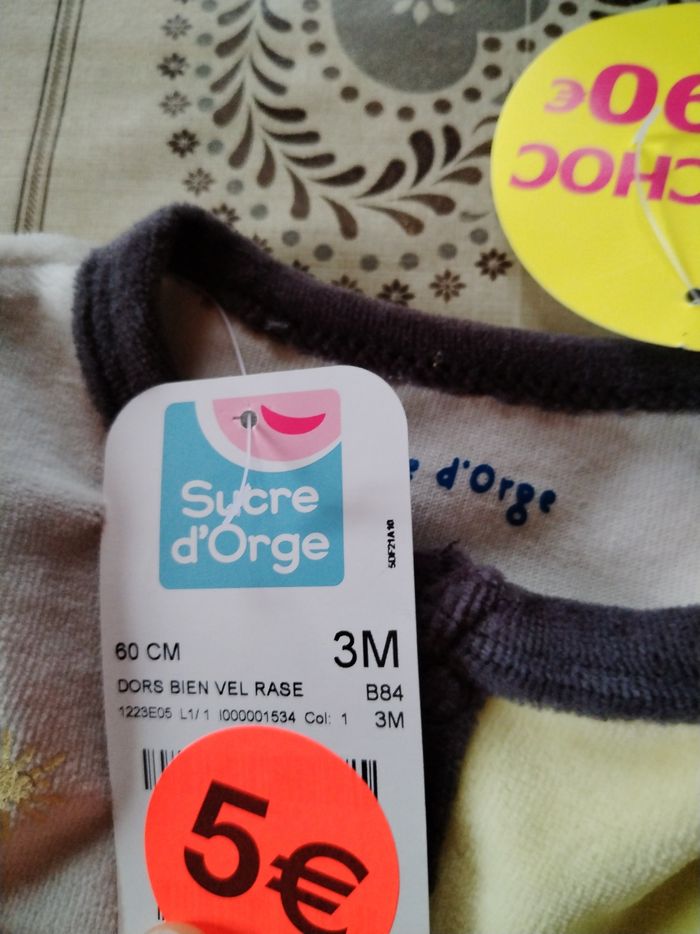 90€
CHOC
Sucre
d'Orge
d'Orge
5DF21A10
60 CM
3M
DORS BIEN VEL RASE
B84
1223E05 L1/ 1 I000001534 Col: 1
3M
5€